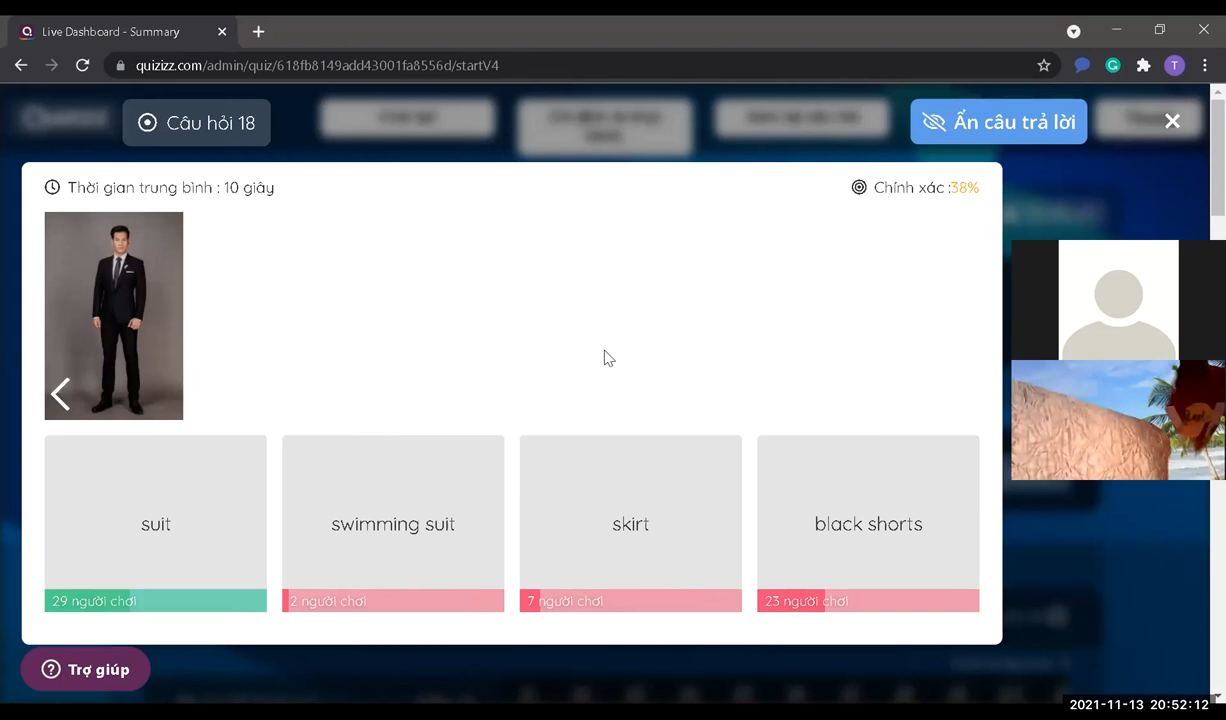 Live Dashboard - Summary
quizizz.com/admin/quiz/618fb8149add43001fa8556d/startV4
T
Câu hỏi 18
Ẩn câu trả lời
Thời gian trung bình : 10 giây
Chính xác :38%
suit
swimming suit
skirt
black shorts
29 người chơi
2 người chơi
7 người chơi
23 người chơi
Trợ giúp
2021-11-13 20:52:12